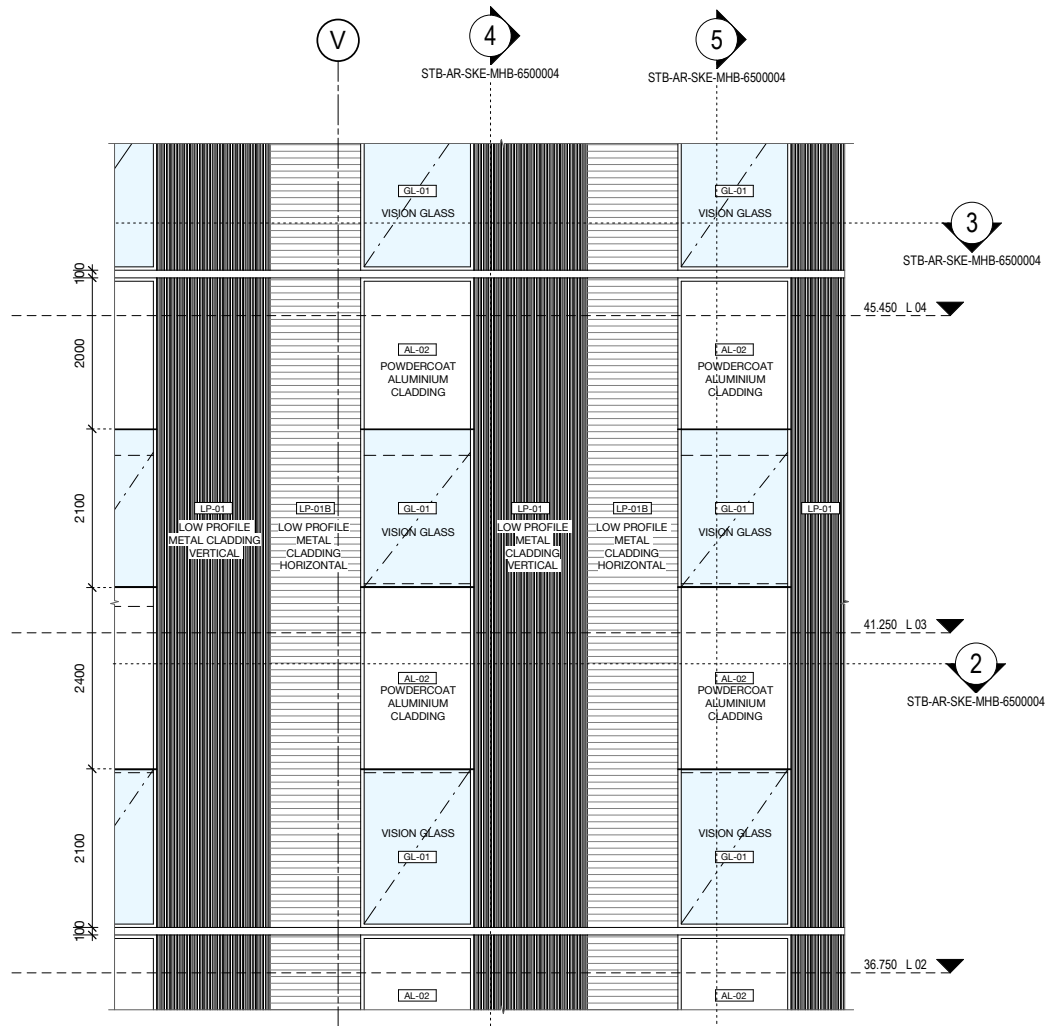 V
4
5
STB-AR-SKE-MHB-6500004
STB-AR-SKE-MHB-6500004
GL-01
VISION GLASS
GL-01
VISION GLASS
3
STB-AR-SKE-MHB-6500004
100
45.450 L 04
2000
AL-02
POWDERCOAT
ALUMINIUM
CLADDING
AL-02
POWDERCOAT
ALUMINIUM
CLADDING
2100
LP-01
LOW PROFILE
METAL CLADDING
VERTICAL
LP-01B
LOW PROFILE
METAL
CLADDING
HORIZONTAL
GL-01
VISION GLASS
LP-01
LOW PROFILE
METAL
CLADDING
VERTICAL
LP-01B
LOW PROFILE
METAL
CLADDING
HORIZONTAL
GL-01
VISION GLASS
LP-01
41.250 L 03
2400
AL-02
POWDERCOAT
ALUMINIUM
CLADDING
AL-02
POWDERCOAT
ALUMINIUM
CLADDING
2
STB-AR-SKE-MHB-6500004
2100
VISION GLASS
GL-01
VISION GLASS
GL-01
100
36.750 L 02
AL-02
AL-02